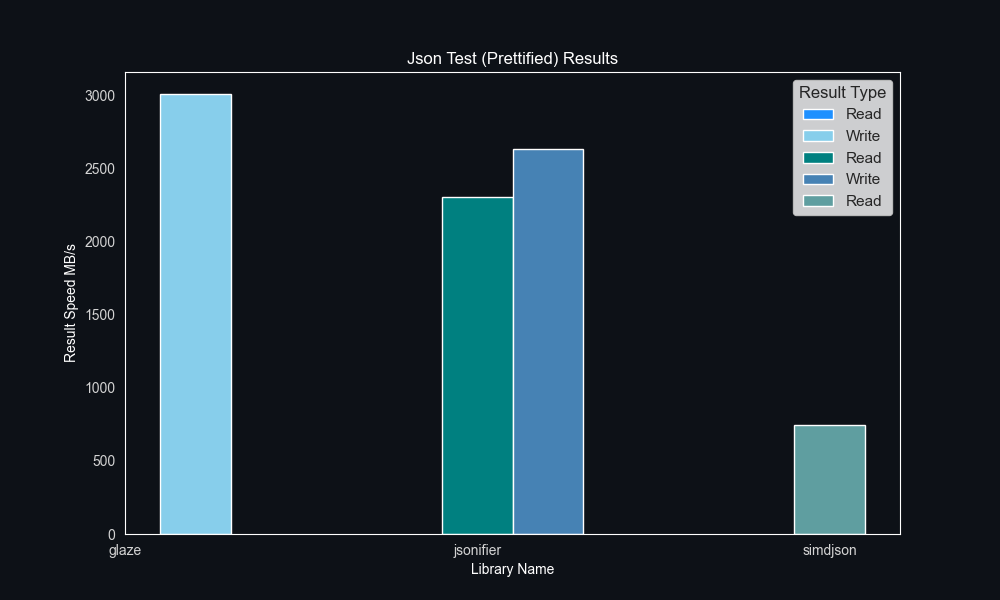 Json Test (Prettified) Results
Result Type
Read
Write
Read
Write
Read
3000
2500
2000
1500
1000
500
0
Result Speed MB/s
glaze jsonifier simdjson
Library Name